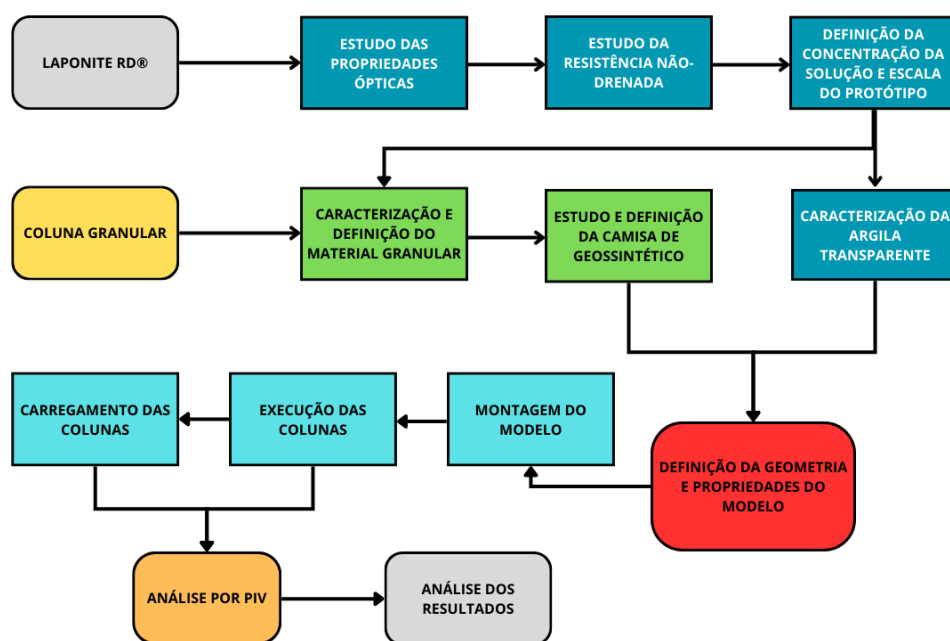 LAPONITE RD®
ESTUDO DAS
PROPRIEDADES
ÓPTICAS
ESTUDO DA
RESISTÊNCIA NÃO-
DRENADA
DEFINIÇÃO DA
CONCENTRAÇÃO DA
SOLUÇÃO E ESCALA
DO PROTÓTIPO
COLUNA GRANULAR
CARACTERIZAÇÃO E
DEFINIÇÃO DO
MATERIAL GRANULAR
ESTUDO E DEFINIÇÃO
DA CAMISA DE
GEOSSINTÉTICO
CARACTERIZAÇÃO DA
ARGILA
TRANSPARENTE
CARREGAMENTO DAS
COLUNAS
EXECUÇÃO DAS
COLUNAS
MONTAGEM DO
MODELO
DEFINIÇÃO DA GEOMETRIA
E PROPRIEDADES DO
MODELO
ANÁLISE POR PIV
ANÁLISE DOS
RESULTADOS